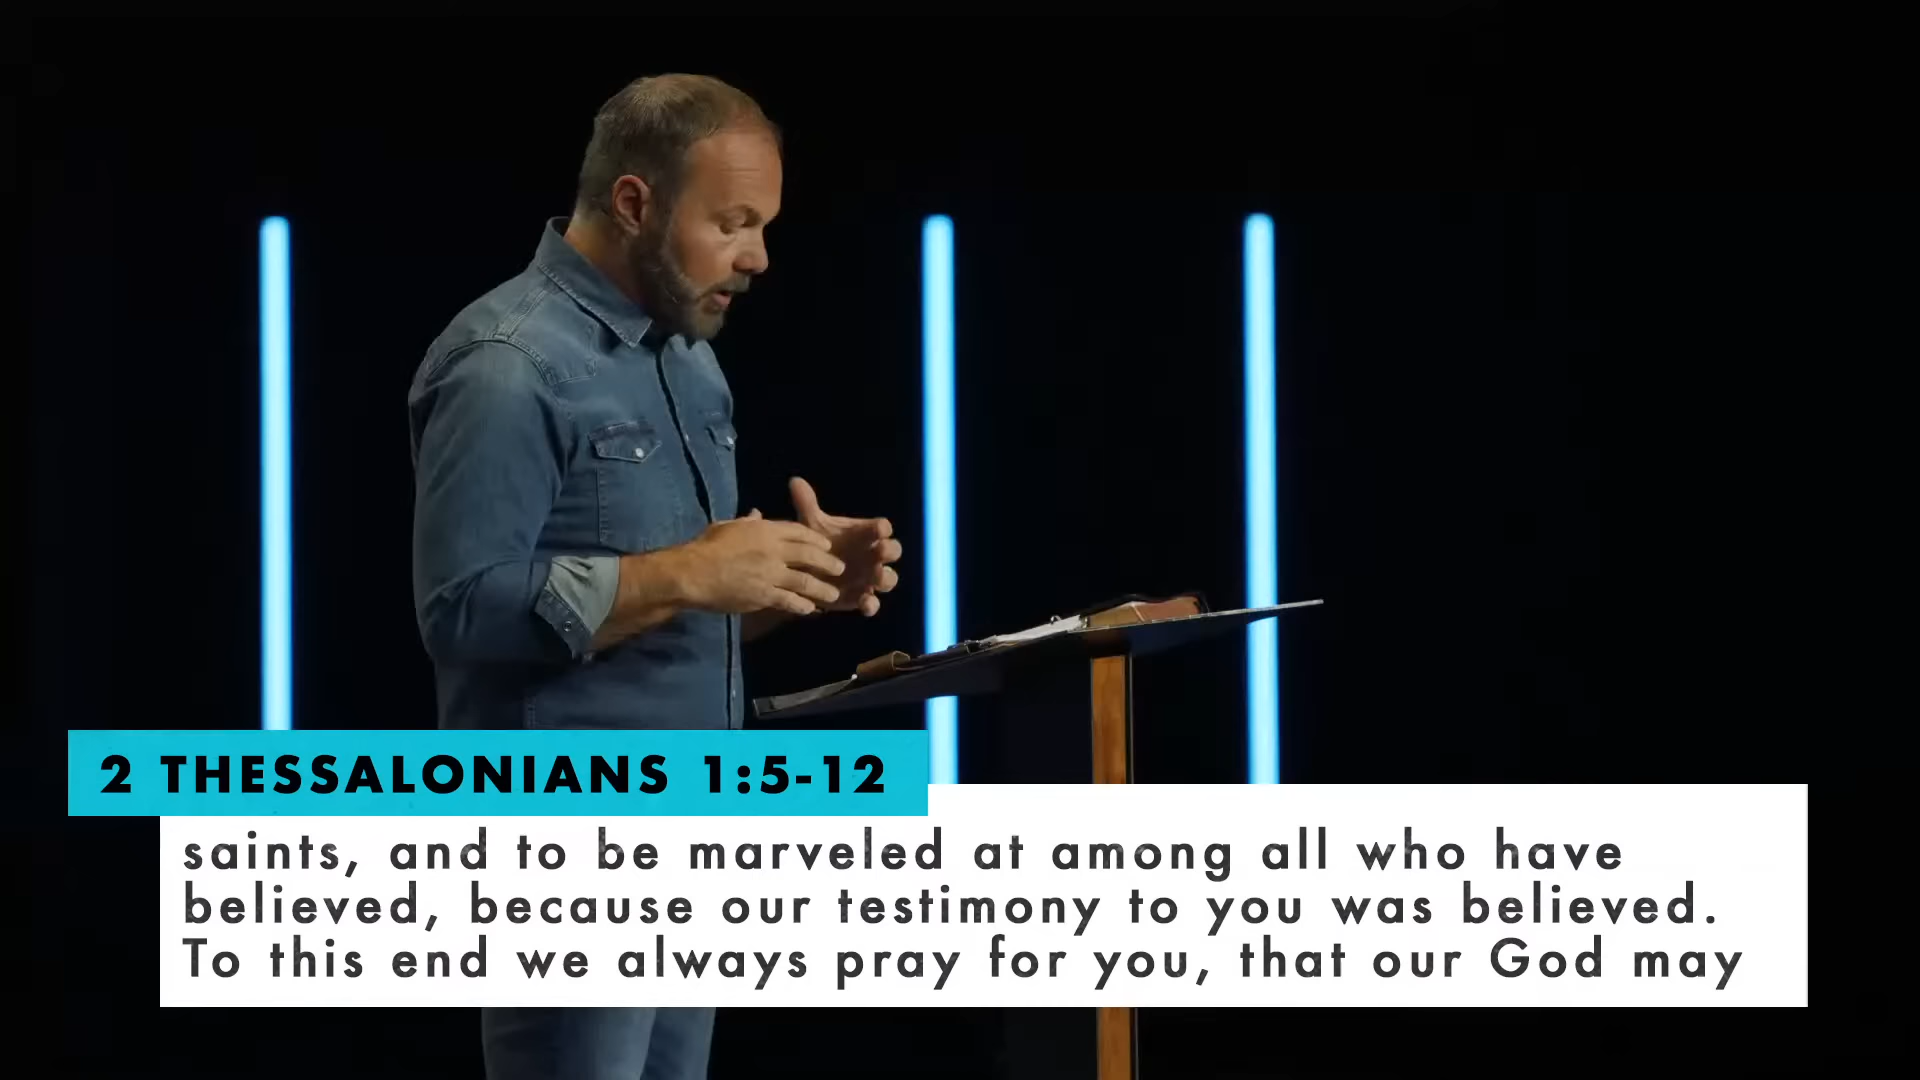 2 THESSALONIANS 1:5-12
saints, and to be marveled at among all who have
believed, because our testimony to you was believed.
To this end we always pray for you, that our God may